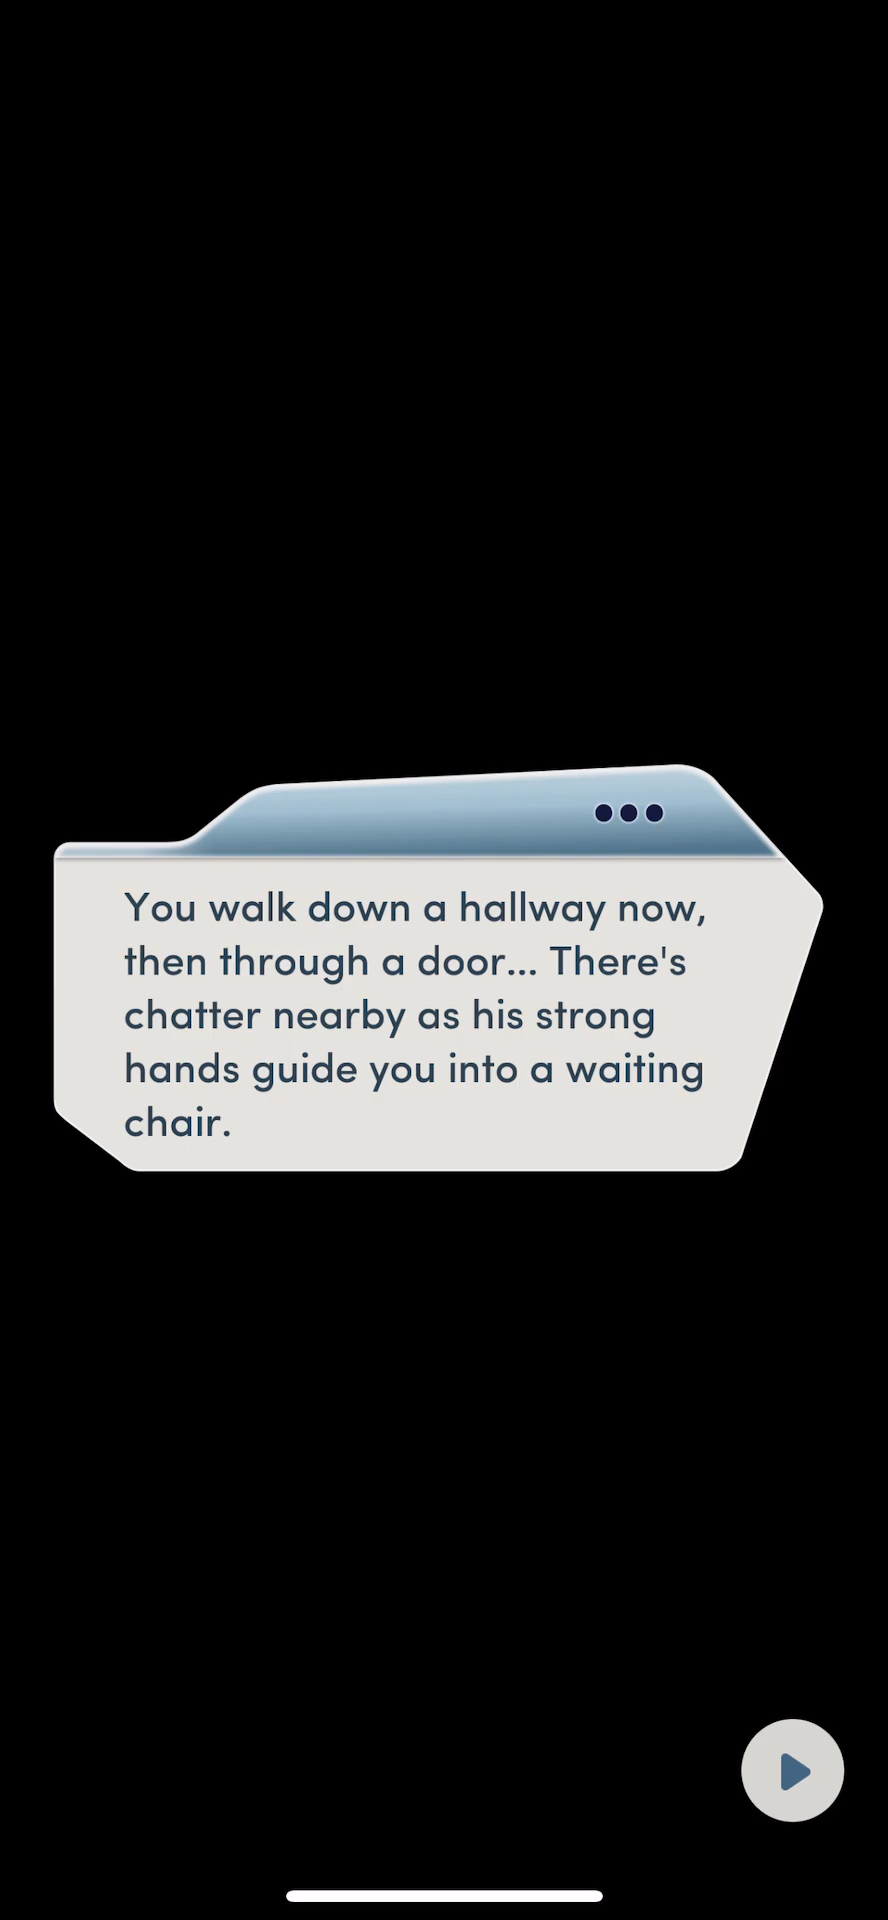 You walk down a hallway now,
then through a door... There's
chatter nearby as his strong
hands guide you into a waiting
chair.